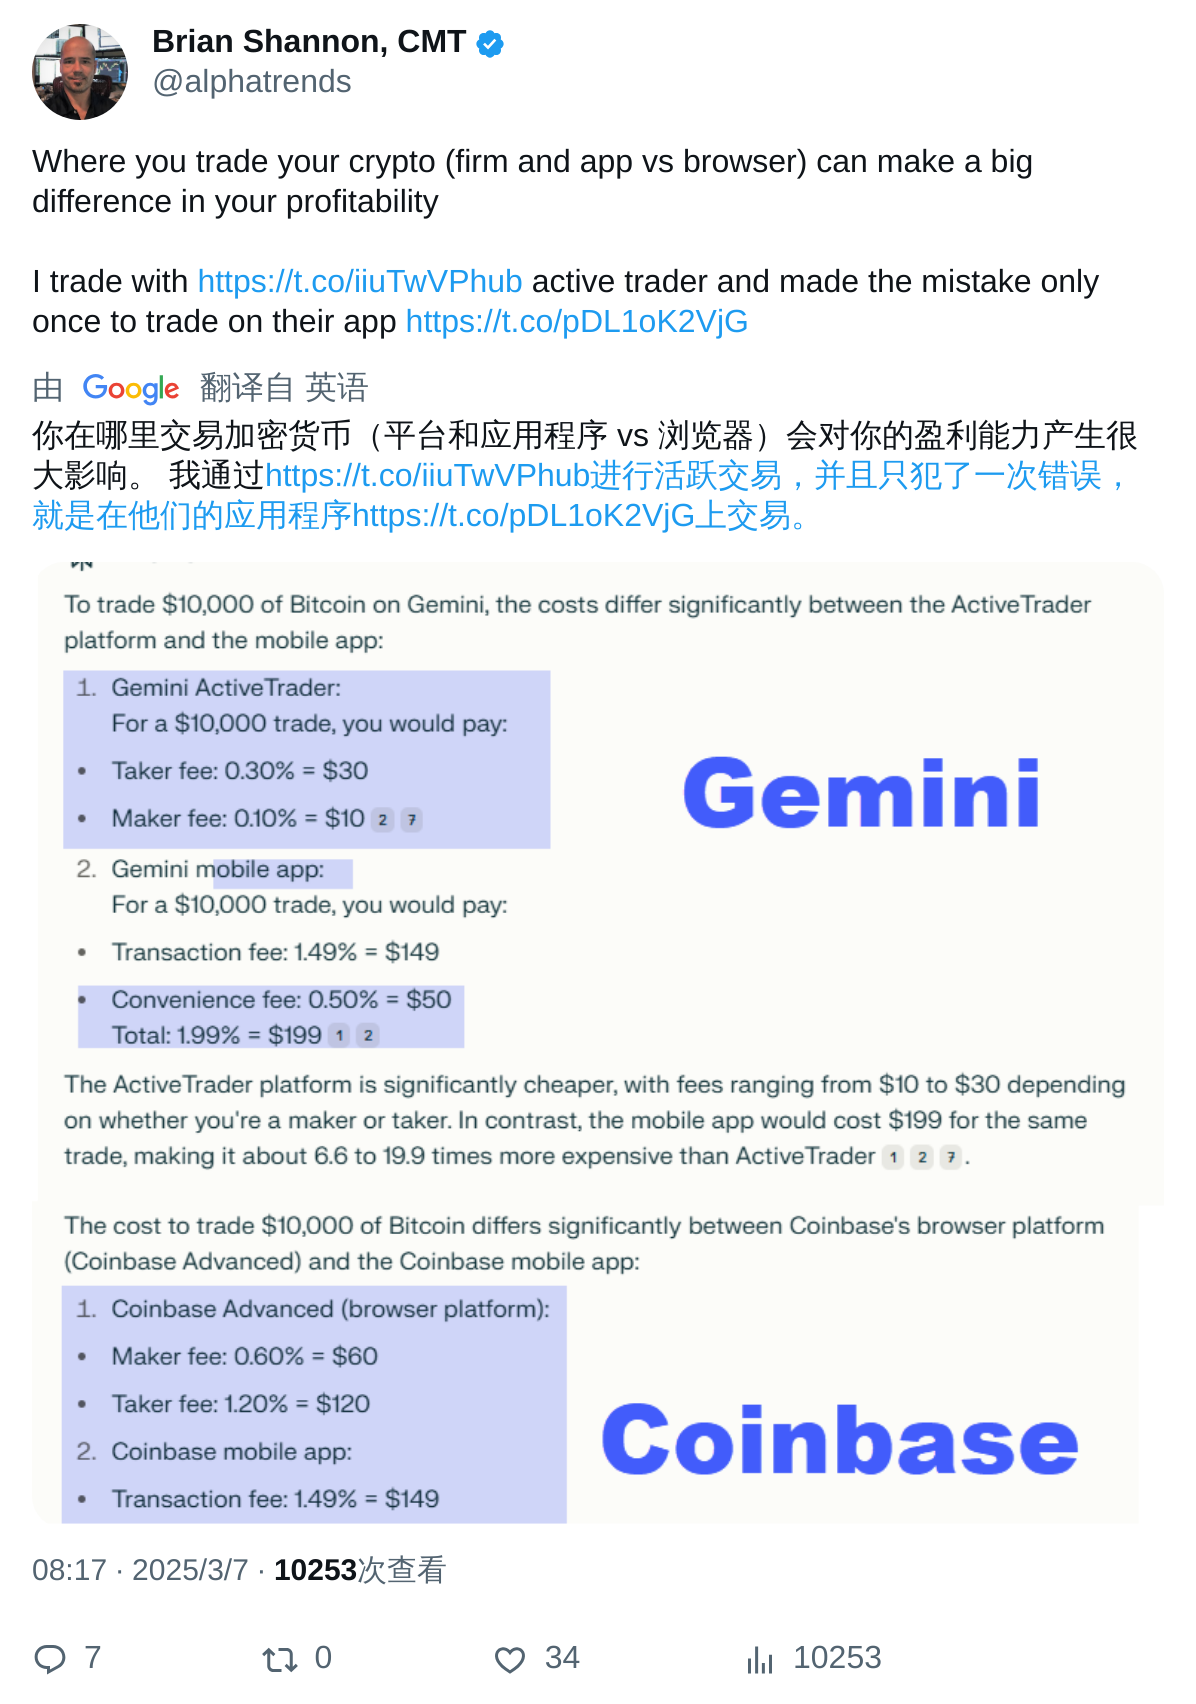 Brian Shannon, CMT
@alphatrends
Where you trade your crypto (firm and app vs browser) can make a big
difference in your profitability
I trade with https://t.co/iiuTwVPhub active trader and made the mistake only
once to trade on their app https://t.co/pDL1oK2VjG
由 Google 翻译自 英语
你在哪里交易加密货币（平台和应用程序 vs 浏览器）会对你的盈利能力产生很
大影响。 我通过https://t.co/iiuTwVPhub进行活跃交易，并且只犯了一次错误，
就是在他们的应用程序https://t.co/pDL1oK2VjG上交易。
To trade $10,000 of Bitcoin on Gemini, the costs differ significantly between the ActiveTrader
platform and the mobile app:
1. Gemini ActiveTrader:
For a $10,000 trade, you would pay:
• Taker fee: 0.30% = $30
• Maker fee: 0.10% = $10 2 7
Gemini
2. Gemini mobile app:
For a $10,000 trade, you would pay:
• Transaction fee: 1.49% = $149
• Convenience fee: 0.50% = $50
Total: 1.99% = $199 1 2
The ActiveTrader platform is significantly cheaper, with fees ranging from $10 to $30 depending
on whether you're a maker or taker. In contrast, the mobile app would cost $199 for the same
trade, making it about 6.6 to 19.9 times more expensive than ActiveTrader 1 2 7 .
The cost to trade $10,000 of Bitcoin differs significantly between Coinbase's browser platform
(Coinbase Advanced) and the Coinbase mobile app:
1. Coinbase Advanced (browser platform):
• Maker fee: 0.60% = $60
• Taker fee: 1.20% = $120
2. Coinbase mobile app:
• Transaction fee: 1.49% = $149
Coinbase
08:17 · 2025/3/7 · 10253次查看
7 0 34 10253